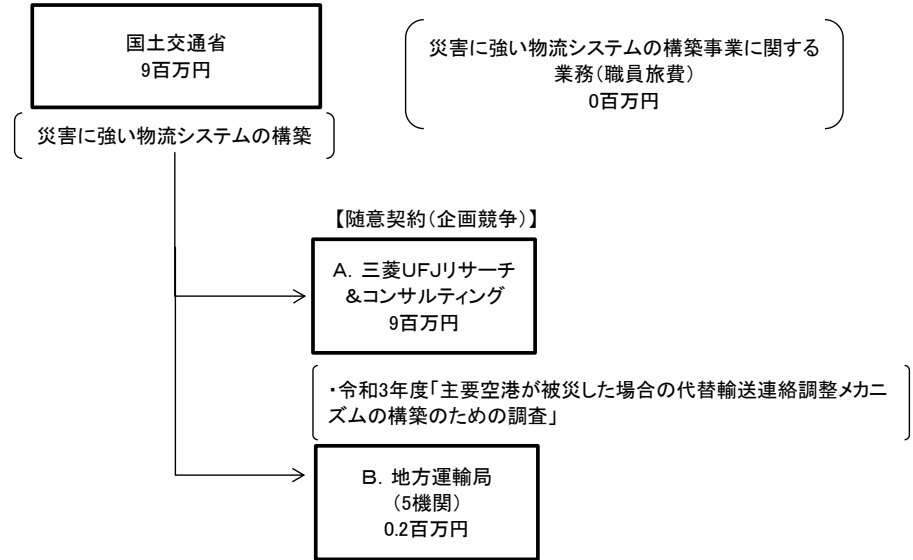 国土交通省
9百万円
災害に強い物流システムの構築事業に関する
業務(職員旅費)
0百万円
災害に強い物流システムの構築
【随意契約(企画競争)】
A. 三菱UFJリサーチ
&コンサルティング
9百万円
・令和3年度「主要空港が被災した場合の代替輸送連絡調整メカニ
ズムの構築のための調査」
B. 地方運輸局
(5機関)
0.2百万円